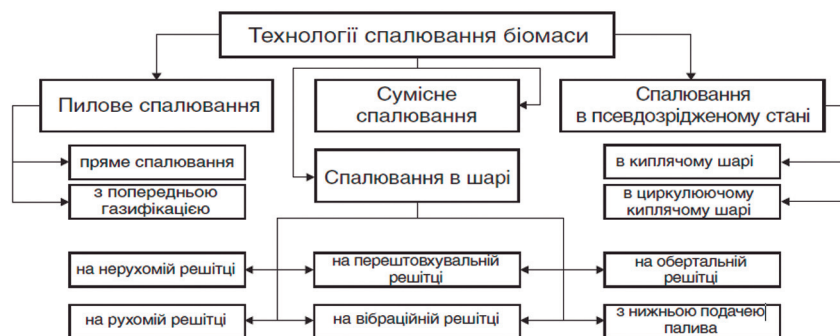 Технології спалювання біомаси
Пилове спалювання
Сумісне
спалювання
Спалювання
в псевдозрідженому стані
пряме спалювання
з попередньою
газифікацією
Спалювання в шарі
в киплячому шарі
в циркулюючому
киплячому шарі
на нерухомій решітці
на перештовхувальній
решітці
на обертальній
решітці
на рухомій решітці
на вібраційній решітці
з нижньою подачею
палива